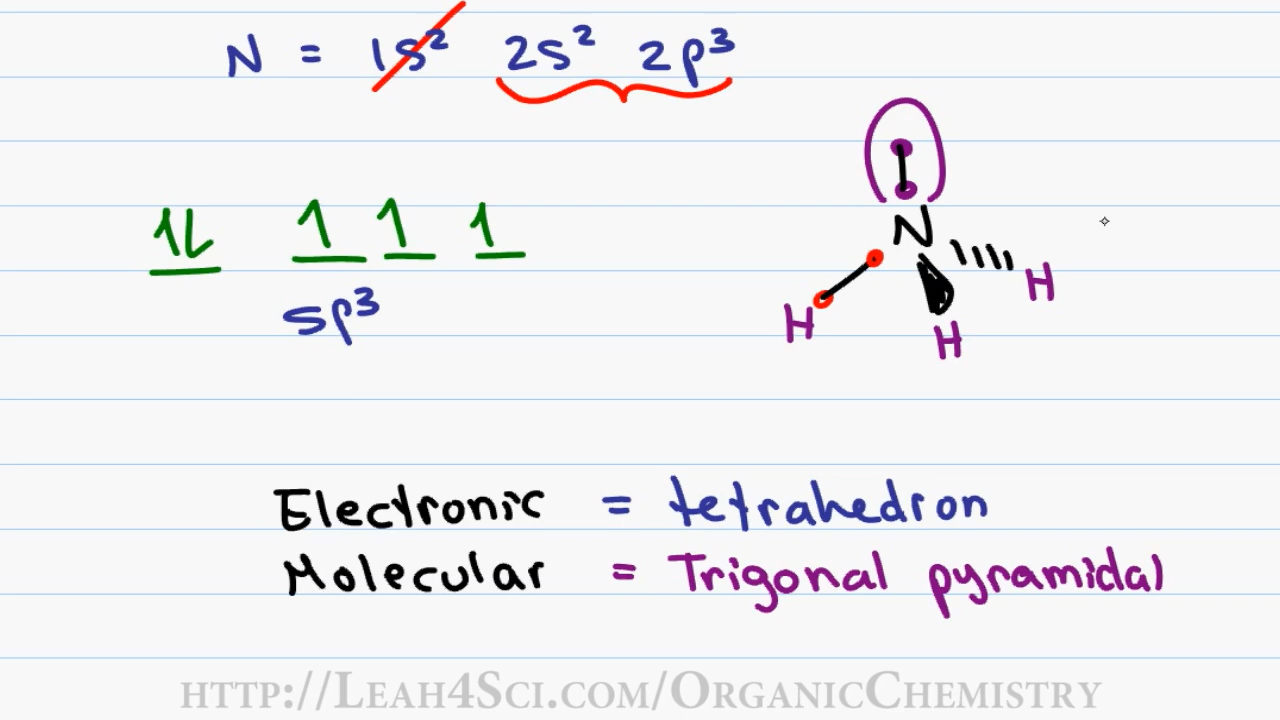 N = 1s² 2s² 2p³
1L 1 1 1
sp³
N
H
H
H
Electronic = tetrahedron
Molecular = Trigonal pyramidal
HTTP://LEAH4SCI.COM/ORGANICCHEMISTRY